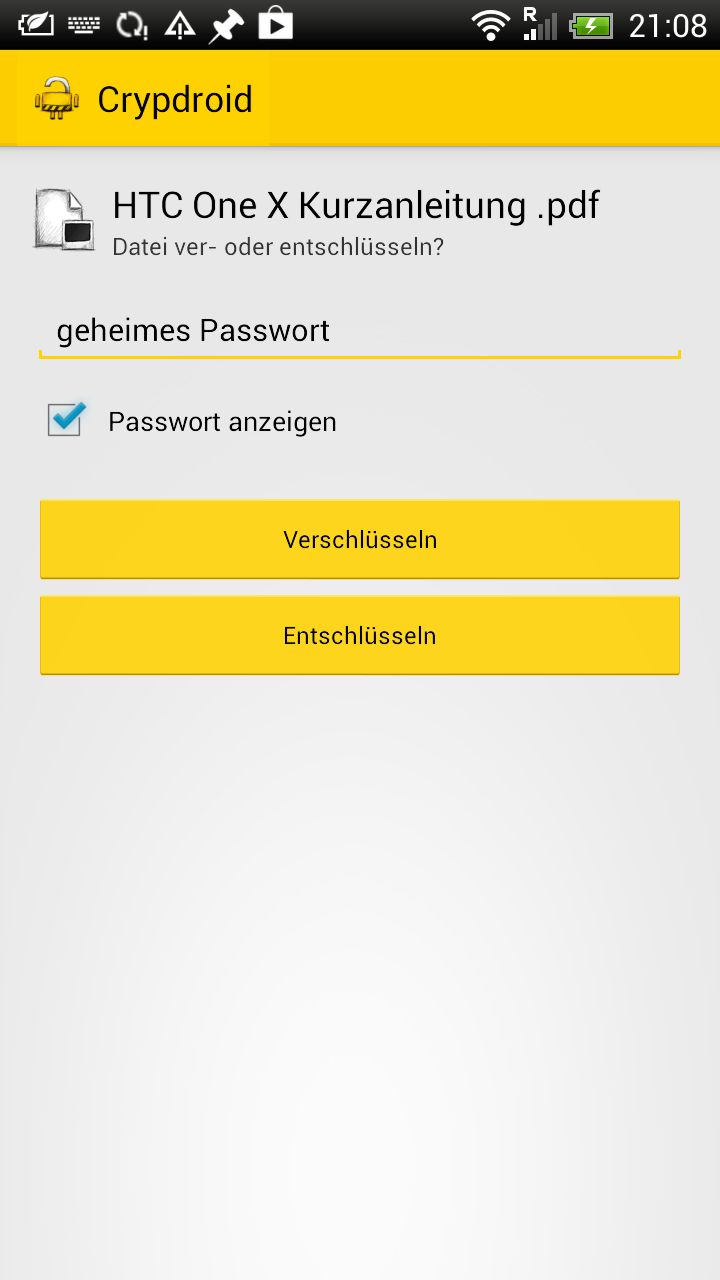 R 21:08
Crypdroid
HTC One X Kurzanleitung .pdf
Datei ver- oder entschlüsseln?
geheimes Passwort
Passwort anzeigen
Verschlüsseln
Entschlüsseln